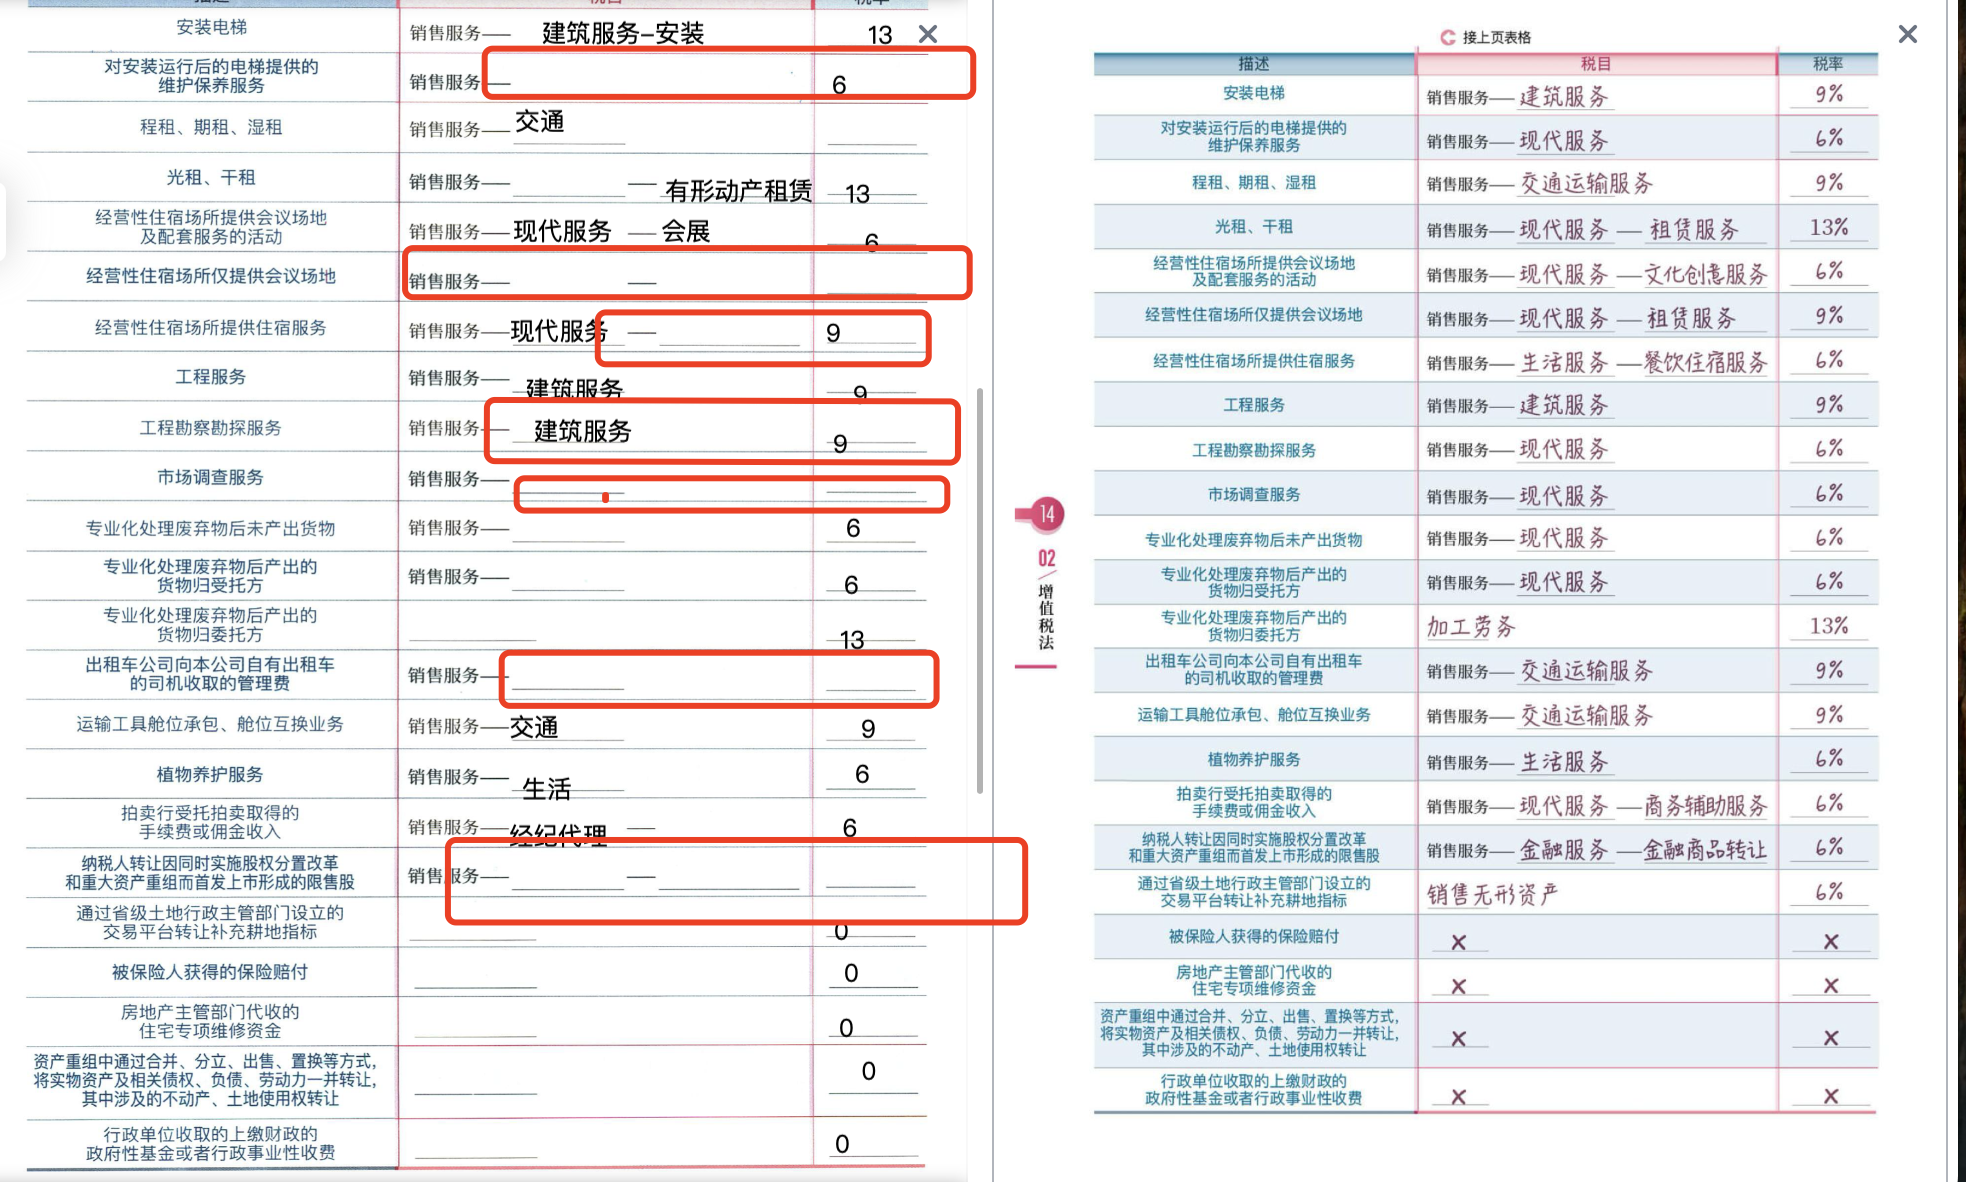 描述 税目 税率
安装电梯 销售服务— 建筑服务-安装 13
对安装运行后的电梯提供的
维护保养服务 销售服务— 6
程租、期租、湿租 销售服务— 交通
光租、干租 销售服务— — 有形动产租赁 13
经营性住宿场所提供会议场地
及配套服务的活动 销售服务— 现代服务 — 会展 6
经营性住宿场所仅提供会议场地 销售服务— —
经营性住宿场所提供住宿服务 销售服务— 现代服务 — 9
工程服务 销售服务— 建筑服务 9
工程勘察勘探服务 销售服务— 建筑服务 9
市场调查服务 销售服务—
专业化处理废弃物后未产出货物 销售服务— 6
专业化处理废弃物后产出的
货物归受托方 销售服务— 6
专业化处理废弃物后产出的
货物归委托方 13
出租车公司向本公司自有出租车
的司机收取的管理费 销售服务—
运输工具舱位承包、舱位互换业务 销售服务— 交通 9
植物养护服务 销售服务— 生活 6
拍卖行受托拍卖取得的
手续费或佣金收入 销售服务— 经纪代理 — 6
纳税人转让因同时实施股权分置改革
和重大资产重组而首发上市形成的限售股 销售服务— —
通过省级土地行政主管部门设立的
交易平台转让补充耕地指标 0
被保险人获得的保险赔付 0
房地产主管部门代收的
住宅专项维修资金 0
资产重组中通过合并、分立、出售、置换等方式，
将实物资产及相关债权、负债、劳动力一并转让，
其中涉及的不动产、土地使用权转让 0
行政单位收取的上缴财政的
政府性基金或者行政事业性收费 0
接上页表格
描述 税目 税率
安装电梯 销售服务— 建筑服务 9%
对安装运行后的电梯提供的
维护保养服务 销售服务— 现代服务 6%
程租、期租、湿租 销售服务— 交通运输服务 9%
光租、干租 销售服务— 现代服务 — 租赁服务 13%
经营性住宿场所提供会议场地
及配套服务的活动 销售服务— 现代服务 — 文化创意服务 6%
经营性住宿场所仅提供会议场地 销售服务— 现代服务 — 租赁服务 9%
经营性住宿场所提供住宿服务 销售服务— 生活服务 — 餐饮住宿服务 6%
工程服务 销售服务— 建筑服务 9%
工程勘察勘探服务 销售服务— 现代服务 6%
市场调查服务 销售服务— 现代服务 6%
专业化处理废弃物后未产出货物 销售服务— 现代服务 6%
专业化处理废弃物后产出的
货物归受托方 销售服务— 现代服务 6%
专业化处理废弃物后产出的
货物归委托方 加工劳务 13%
出租车公司向本公司自有出租车
的司机收取的管理费 销售服务— 交通运输服务 9%
运输工具舱位承包、舱位互换业务 销售服务— 交通运输服务 9%
植物养护服务 销售服务— 生活服务 6%
拍卖行受托拍卖取得的
手续费或佣金收入 销售服务— 现代服务 — 商务辅助服务 6%
纳税人转让因同时实施股权分置改革
和重大资产重组而首发上市形成的限售股 销售服务— 金融服务 — 金融商品转让 6%
通过省级土地行政主管部门设立的
交易平台转让补充耕地指标 销售无形资产 6%
被保险人获得的保险赔付 × ×
房地产主管部门代收的
住宅专项维修资金 × ×
资产重组中通过合并、分立、出售、置换等方式，
将实物资产及相关债权、负债、劳动力一并转让，
其中涉及的不动产、土地使用权转让 × ×
行政单位收取的上缴财政的
政府性基金或者行政事业性收费 × ×
14
02
增值税法